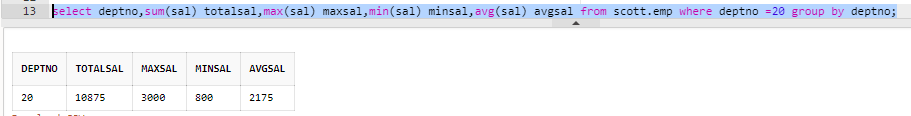 13 select deptno,sum(sal) totalsal,max(sal) maxsal,min(sal) minsal,avg(sal) avgsal from scott.emp where deptno =20 group by deptno;
DEPTNO TOTALSAL MAXSAL MINSAL AVGSAL
20 10875 3000 800 2175